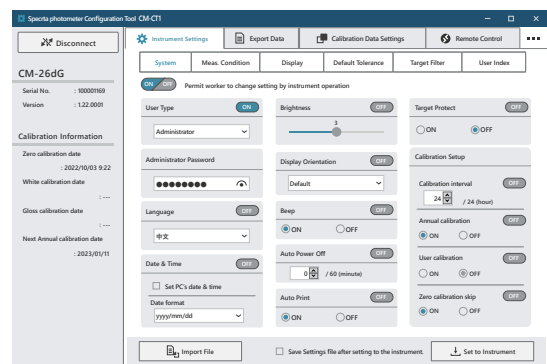 Specrta photometer Configuration Tool CM-CT1
Disconnect
CM-26dG
Serial No. : 100001169
Version : 1.22.0001
Calibration Information
Zero calibration date
: 2022/10/03 9:22
White calibration date
: ---
Gloss calibration date
: ---
Next Annual calibration date
: 2023/01/11
Instrument Settings Export Data Calibration Data Settings Remote Control
System Meas. Condition Display Default Tolerance Target Filter User Index
ON OFF Permit worker to change setting by instrument operation
User Type ON
Administrator
Administrator Password
Language OFF
中文
Date & Time OFF
Set PC's date & time
Date format
yyyy/mm/dd
Brightness OFF
3
Display Orientation OFF
Default
Beep OFF
ON OFF
Auto Power Off OFF
0 / 60 (minute)
Auto Print OFF
ON OFF
Target Protect OFF
ON OFF
Calibration Setup
Calibration interval OFF
24 / 24 (hour)
Annual calibration OFF
ON OFF
User calibration OFF
ON OFF
Zero calibration skip OFF
ON OFF
Import File
Save Settings file after setting to the instrument.
Set to Instrument